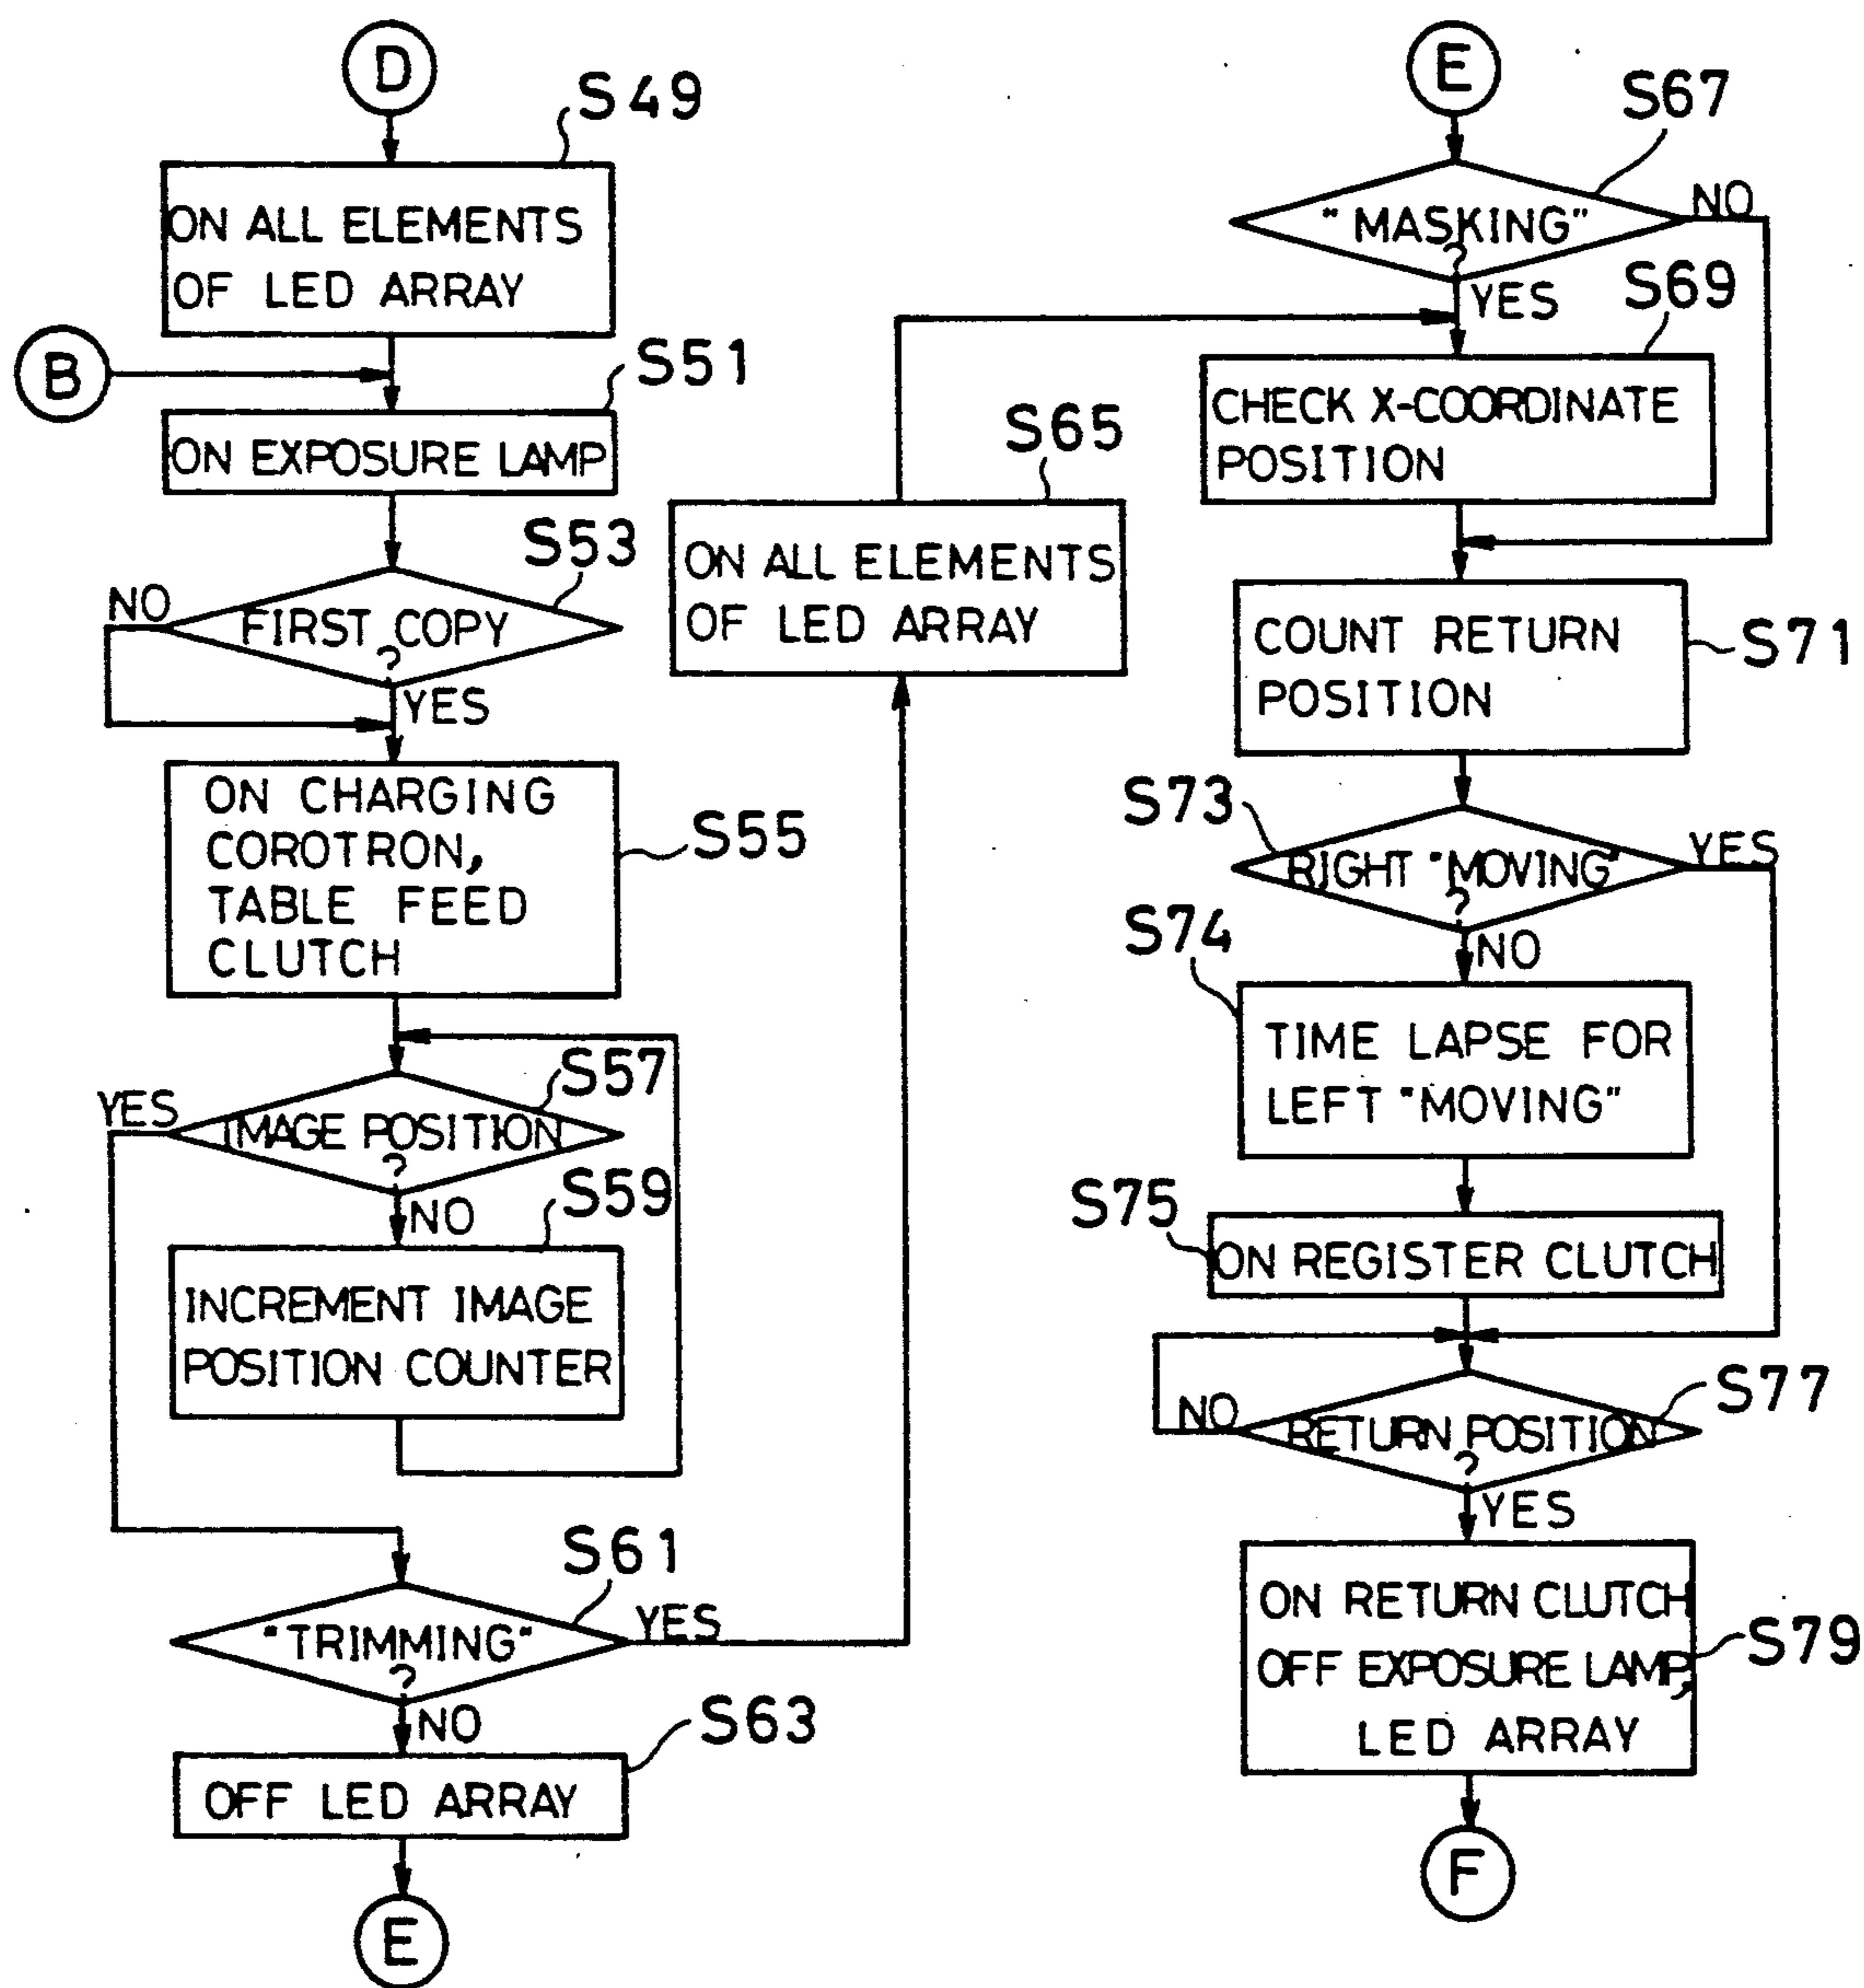 D
S49
ON ALL ELEMENTS
OF LED ARRAY
B
S51
ON EXPOSURE LAMP
S53
NO
FIRST COPY
?
YES
ON CHARGING
COROTRON,
TABLE FEED
CLUTCH
S55
S57
YES
IMAGE POSITION
?
NO
S59
INCREMENT IMAGE
POSITION COUNTER
S61
"TRIMMING"
?
YES
NO
S63
OFF LED ARRAY
E
S65
ON ALL ELEMENTS
OF LED ARRAY
E
S67
"MASKING"
?
NO
YES
S69
CHECK X-COORDINATE
POSITION
COUNT RETURN
POSITION
S71
S73
RIGHT "MOVING"
?
YES
NO
S74
TIME LAPSE FOR
LEFT "MOVING"
S75
ON REGISTER CLUTCH
S77
NO
RETURN POSITION
?
YES
ON RETURN CLUTCH
OFF EXPOSURE LAMP,
LED ARRAY
S79
F